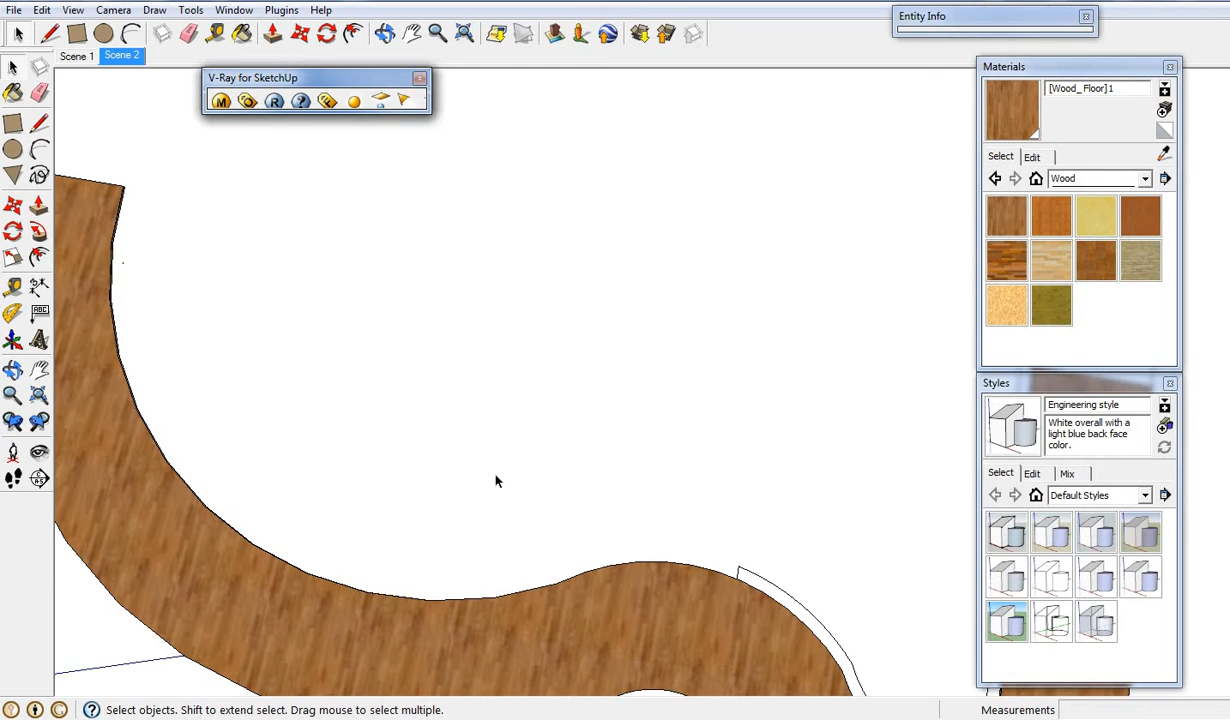 File Edit View Camera Draw Tools Window Plugins Help
Entity Info
Scene 1 Scene 2
Materials
V-Ray for SketchUp
[Wood_Floor]1
M O R ?
Select Edit
Wood
ABC
Styles
Engineering style
White overall with a
light blue back face
color.
Select Edit Mix
Default Styles
Select objects. Shift to extend select. Drag mouse to select multiple.
Measurements